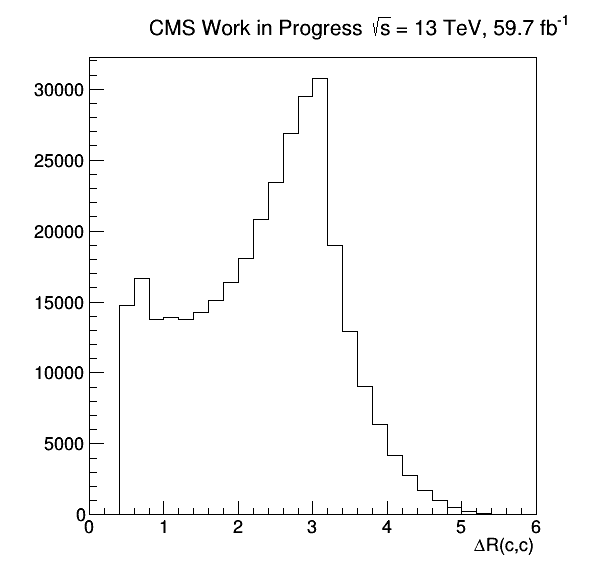 CMS Work in Progress √s = 13 TeV, 59.7 fb⁻¹
30000
25000
20000
15000
10000
5000
0
0 1 2 3 4 5 6
ΔR(c,c)